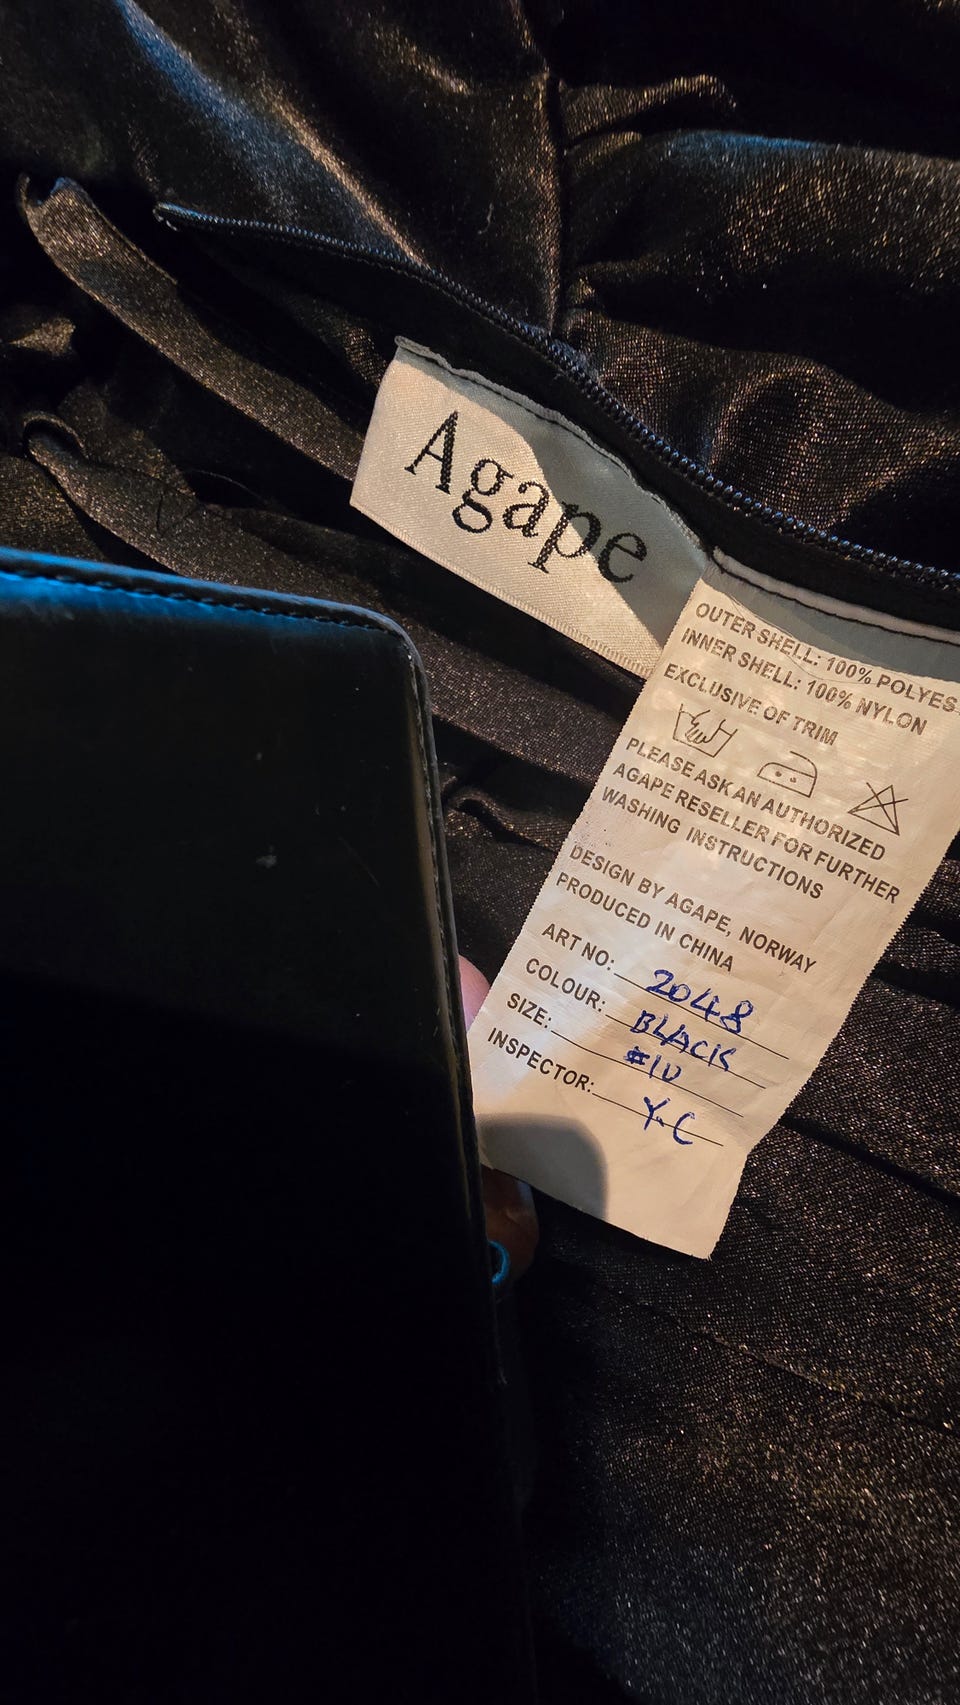 Agape
OUTER SHELL: 100% POLYES
INNER SHELL: 100% NYLON
EXCLUSIVE OF TRIM
PLEASE ASK AN AUTHORIZED
AGAPE RESELLER FOR FURTHER
WASHING INSTRUCTIONS
DESIGN BY AGAPE, NORWAY
PRODUCED IN CHINA
ART NO: 2048
COLOUR: BLACK
SIZE: #10
INSPECTOR: Y.C